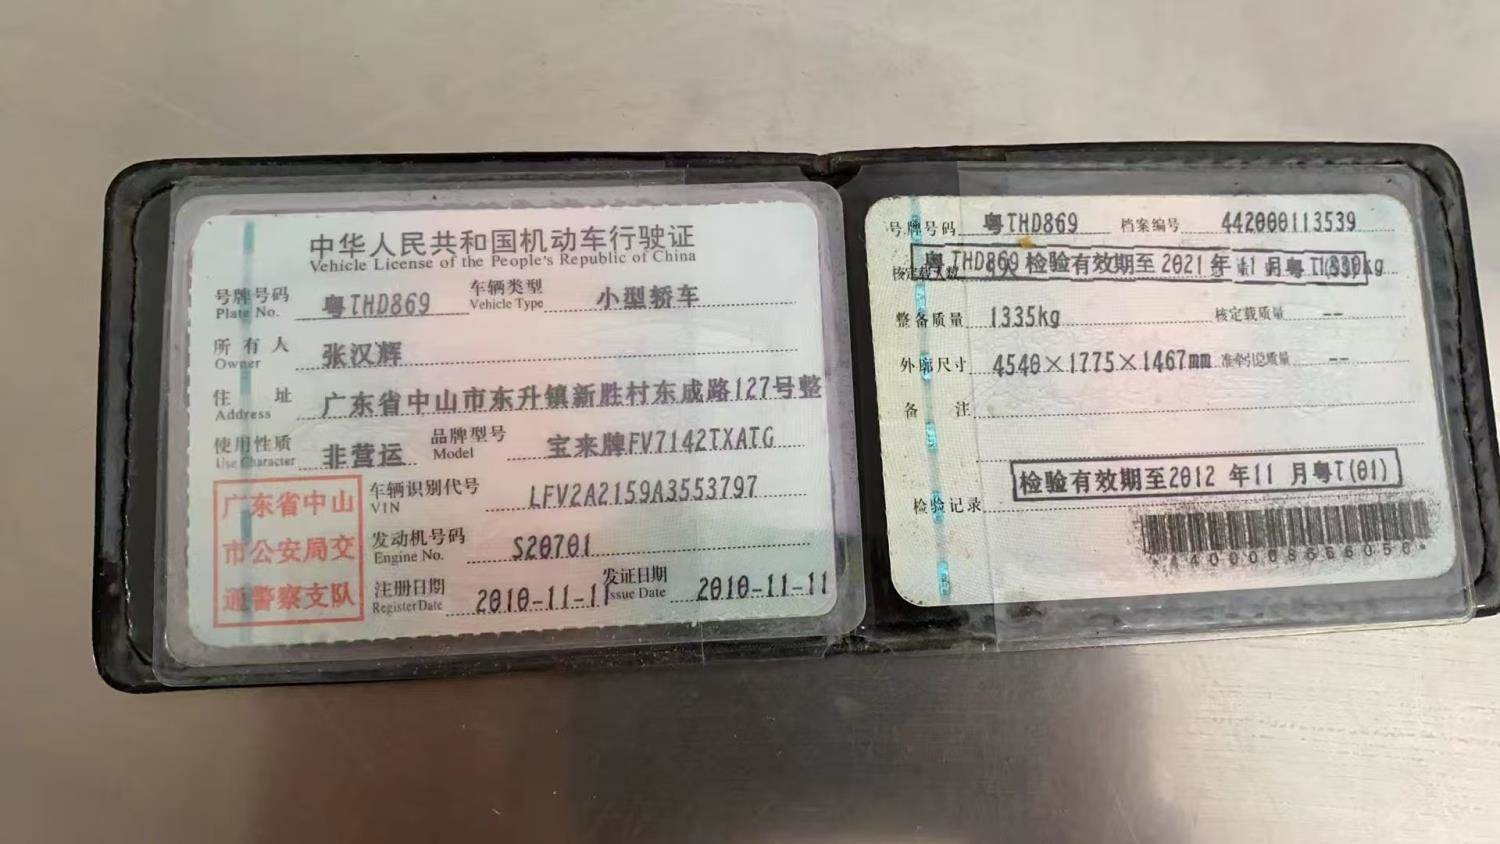 中华人民共和国机动车行驶证
Vehicle License of the People's Republic of China
号牌号码 粤THD869 车辆类型 小型轿车
Plate No. Vehicle Type
所有人 张汉辉
Owner
住址 广东省中山市东升镇新胜村东成路127号整
Address
使用性质 非营运 品牌型号 宝来牌FV7142TXATG
Use Character Model
车辆识别代号 LFV2A2159A3553797
VIN
发动机号码 S20701
Engine No.
注册日期 2010-11-11 发证日期 2010-11-11
Register Date Issue Date
广东省中山
市公安局交
通警察支队
号牌号码 粤THD869 档案编号 442000113539
核定载人数
粤THD869 检验有效期至 2021 年 11 月 粤T
整备质量 1335kg 核定载质量 --
外廓尺寸 4540×1775×1467mm 准牵引总质量 --
备注
检验有效期至2012 年11 月粤T(01)
检验记录